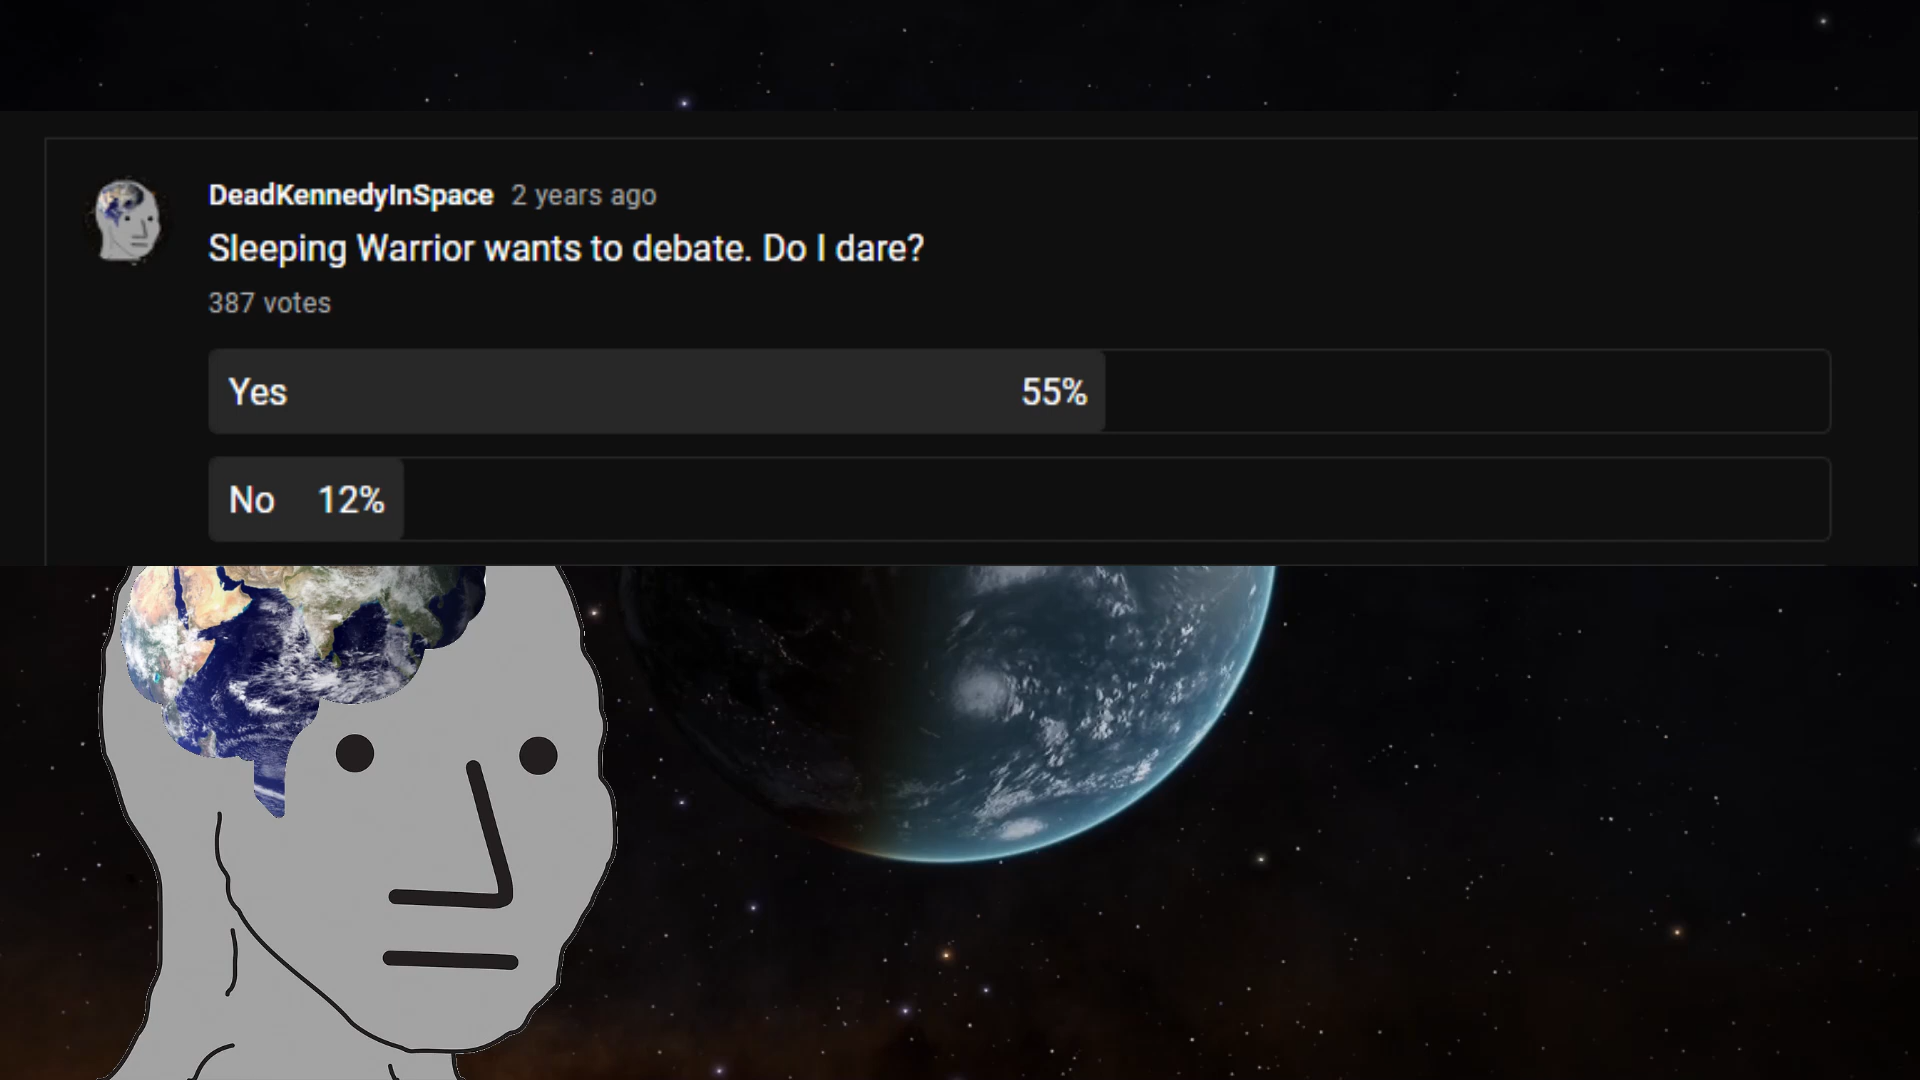 DeadKennedyInSpace 2 years ago
Sleeping Warrior wants to debate. Do I dare?
387 votes
Yes 55%
No 12%